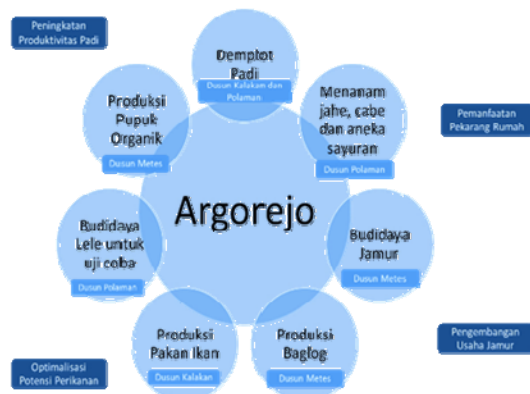 Peningkatan
Produktivitas Padi
Demplot
Padi
Dusun Kalakan dan
Polaman
Menanam
jahe, cabe
dan aneka
sayuran
Dusun Polaman
Pemanfaatan
Pekarang Rumah
Produksi
Pupuk
Organik
Dusun Metes
Argorejo
Budidaya
Lele untuk
uji coba
Dusun Polaman
Budidaya
Jamur
Dusun Metes
Produksi
Pakan Ikan
Dusun Kalakan
Produksi
Baglog
Dusun Metes
Pengembangan
Usaha Jamur
Optimalisasi
Potensi Perikanan